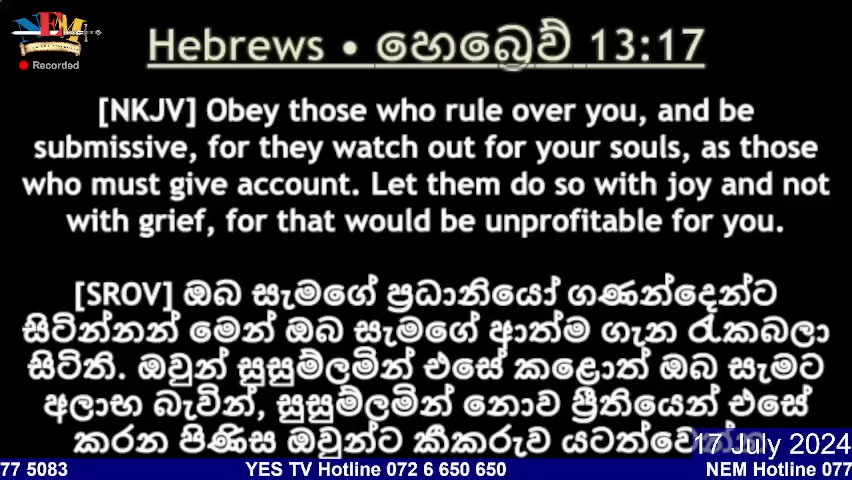 NEM
Recorded
Hebrews • හෙබ්‍රෙව් 13:17
[NKJV] Obey those who rule over you, and be
submissive, for they watch out for your souls, as those
who must give account. Let them do so with joy and not
with grief, for that would be unprofitable for you.
[SROV] ඔබ සැමගේ ප්‍රධානියෝ ගණන්දෙන්ට
සිටින්නන් මෙන් ඔබ සැමගේ ආත්ම ගැන රැකබලා
සිටිති. ඔවුන් සුසුම්ලමින් එසේ කළොත් ඔබ සැමට
අලාභ බැවින්, සුසුම්ලමින් නොව ප්‍රීතියෙන් එසේ
කරන පිණිස ඔවුන්ට කීකරුව
17 July 2024
77 5083 YES TV Hotline 072 6 650 650 NEM Hotline 077